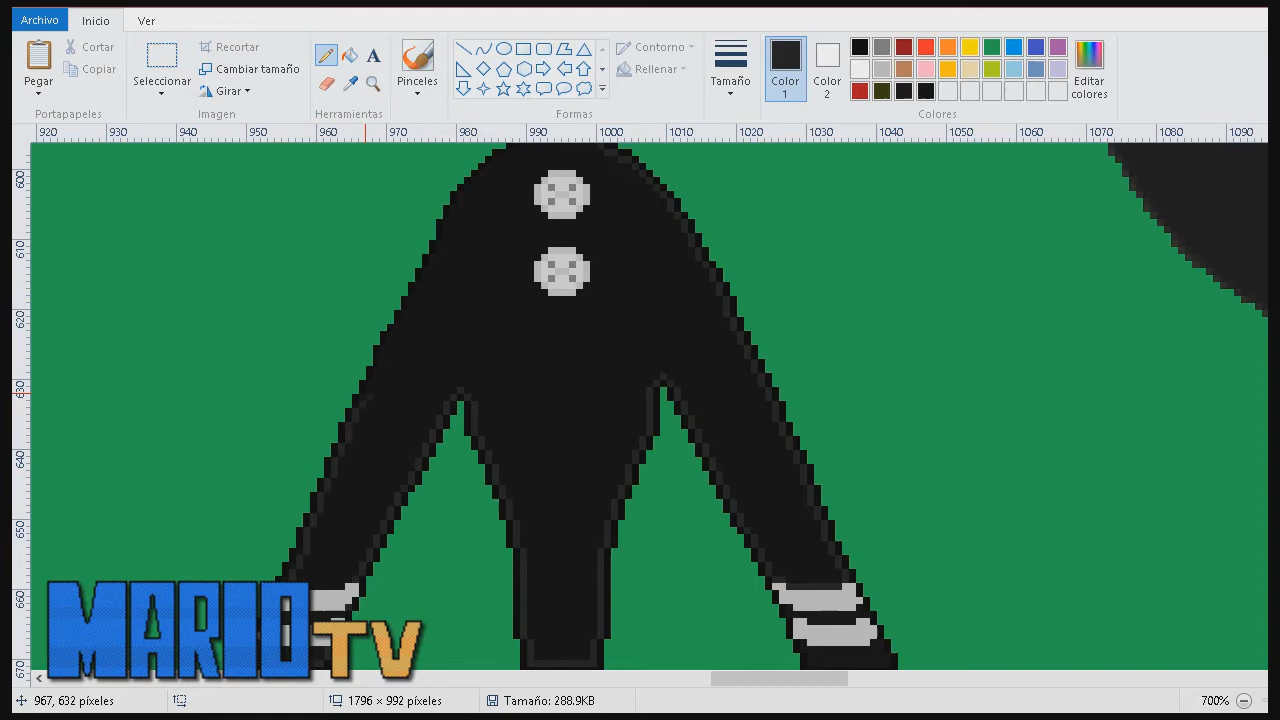 Archivo Inicio Ver
Pegar Cortar Copiar
Seleccionar Recortar Cambiar tamaño Girar
A
Pinceles
Contorno
Rellenar
Tamaño
Color 1
Color 2
Editar colores
Portapapeles Imagen Herramientas Formas Colores
920 930 940 950 960 970 980 990 1000 1010 1020 1030 1040 1050 1060 1070 1080 1090
600
610
620
630
640
650
660
670
MARIO
TV
967, 632 píxeles 1796 × 992 píxeles Tamaño: 288.9KB 700%